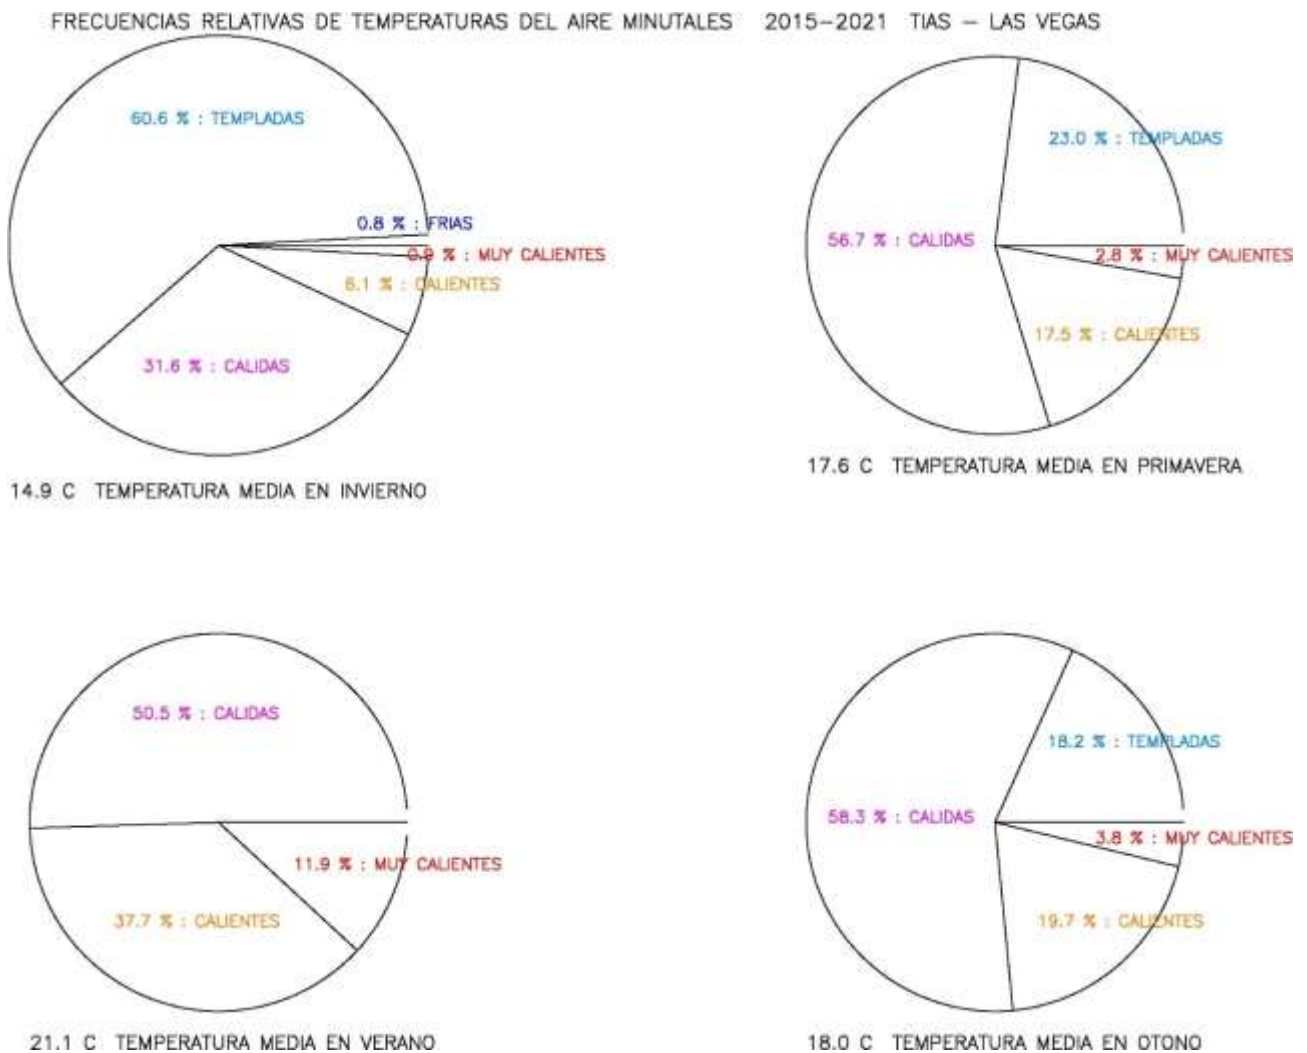 FRECUENCIAS RELATIVAS DE TEMPERATURAS DEL AIRE MINUTALES 2015-2021 TIAS - LAS VEGAS
60.6 % : TEMPLADAS
0.8 % : FRIAS
0.9 % : MUY CALIENTES
6.1 % : CALIENTES
31.6 % : CALIDAS
14.9 C TEMPERATURA MEDIA EN INVIERNO
23.0 % : TEMPLADAS
56.7 % : CALIDAS
2.8 % : MUY CALIENTES
17.5 % : CALIENTES
17.6 C TEMPERATURA MEDIA EN PRIMAVERA
50.5 % : CALIDAS
11.9 % : MUY CALIENTES
37.7 % : CALIENTES
21.1 C TEMPERATURA MEDIA EN VERANO
18.2 % : TEMPLADAS
58.3 % : CALIDAS
3.8 % : MUY CALIENTES
19.7 % : CALIENTES
18.0 C TEMPERATURA MEDIA EN OTONO